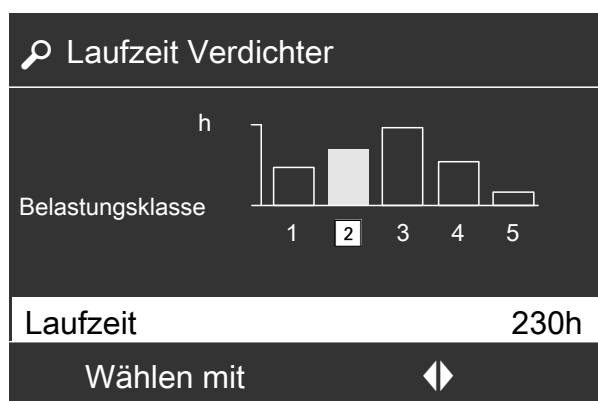 Laufzeit Verdichter
h
Belastungsklasse
1 2 3 4 5
Laufzeit 230h
Wählen mit